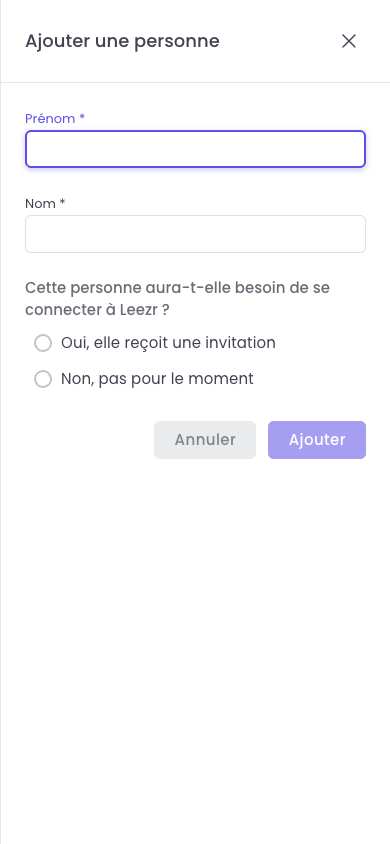 Ajouter une personne
Prénom *
Nom *
Cette personne aura-t-elle besoin de se
connecter à Leezr ?
Oui, elle reçoit une invitation
Non, pas pour le moment
Annuler
Ajouter